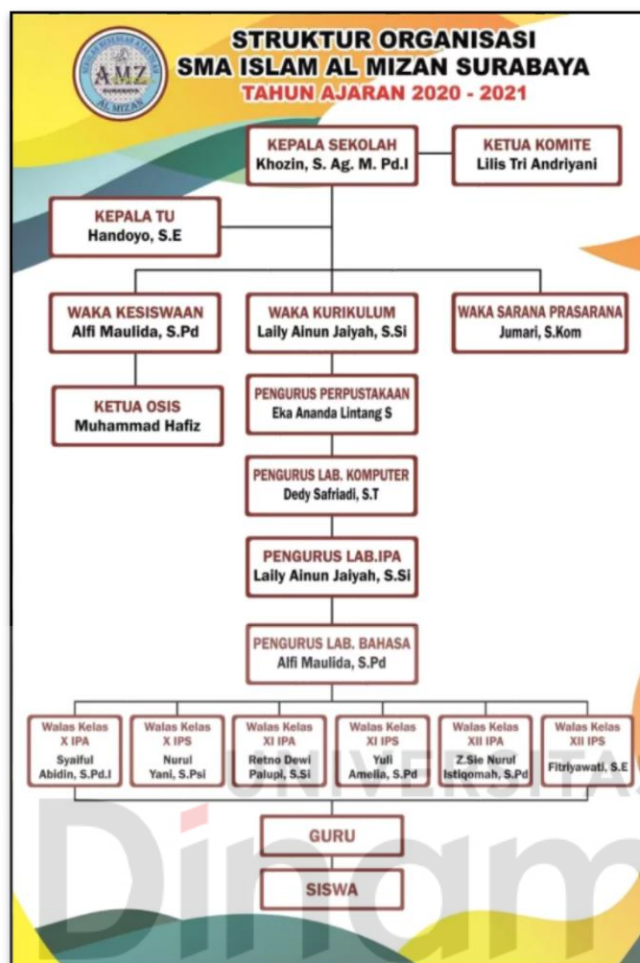 STRUKTUR ORGANISASI
SMA ISLAM AL MIZAN SURABAYA
TAHUN AJARAN 2020 - 2021
AMZ
SURABAYA
AL MIZAN
KEPALA SEKOLAH
Khozin, S. Ag. M. Pd.I
KETUA KOMITE
Lilis Tri Andriyani
KEPALA TU
Handoyo, S.E
WAKA KESISWAAN
Alfi Maulida, S.Pd
WAKA KURIKULUM
Laily Ainun Jaiyah, S.Si
WAKA SARANA PRASARANA
Jumari, S.Kom
KETUA OSIS
Muhammad Hafiz
PENGURUS PERPUSTAKAAN
Eka Ananda Lintang S
PENGURUS LAB. KOMPUTER
Dedy Safriadi, S.T
PENGURUS LAB.IPA
Laily Ainun Jaiyah, S.Si
PENGURUS LAB. BAHASA
Alfi Maulida, S.Pd
Walas Kelas
X IPA
Syaiful
Abidin, S.Pd.I
Walas Kelas
X IPS
Nurul
Yani, S.Psi
Walas Kelas
XI IPA
Retno Dewi
Palupi, S.Si
Walas Kelas
XI IPS
Yuli
Amelia, S.Pd
Walas Kelas
XII IPA
Z.Sie Nurul
Istiqomah, S.Pd
Walas Kelas
XII IPS
Fitriyawati, S.E
UNIVERSITAS
Dinam
GURU
SISWA